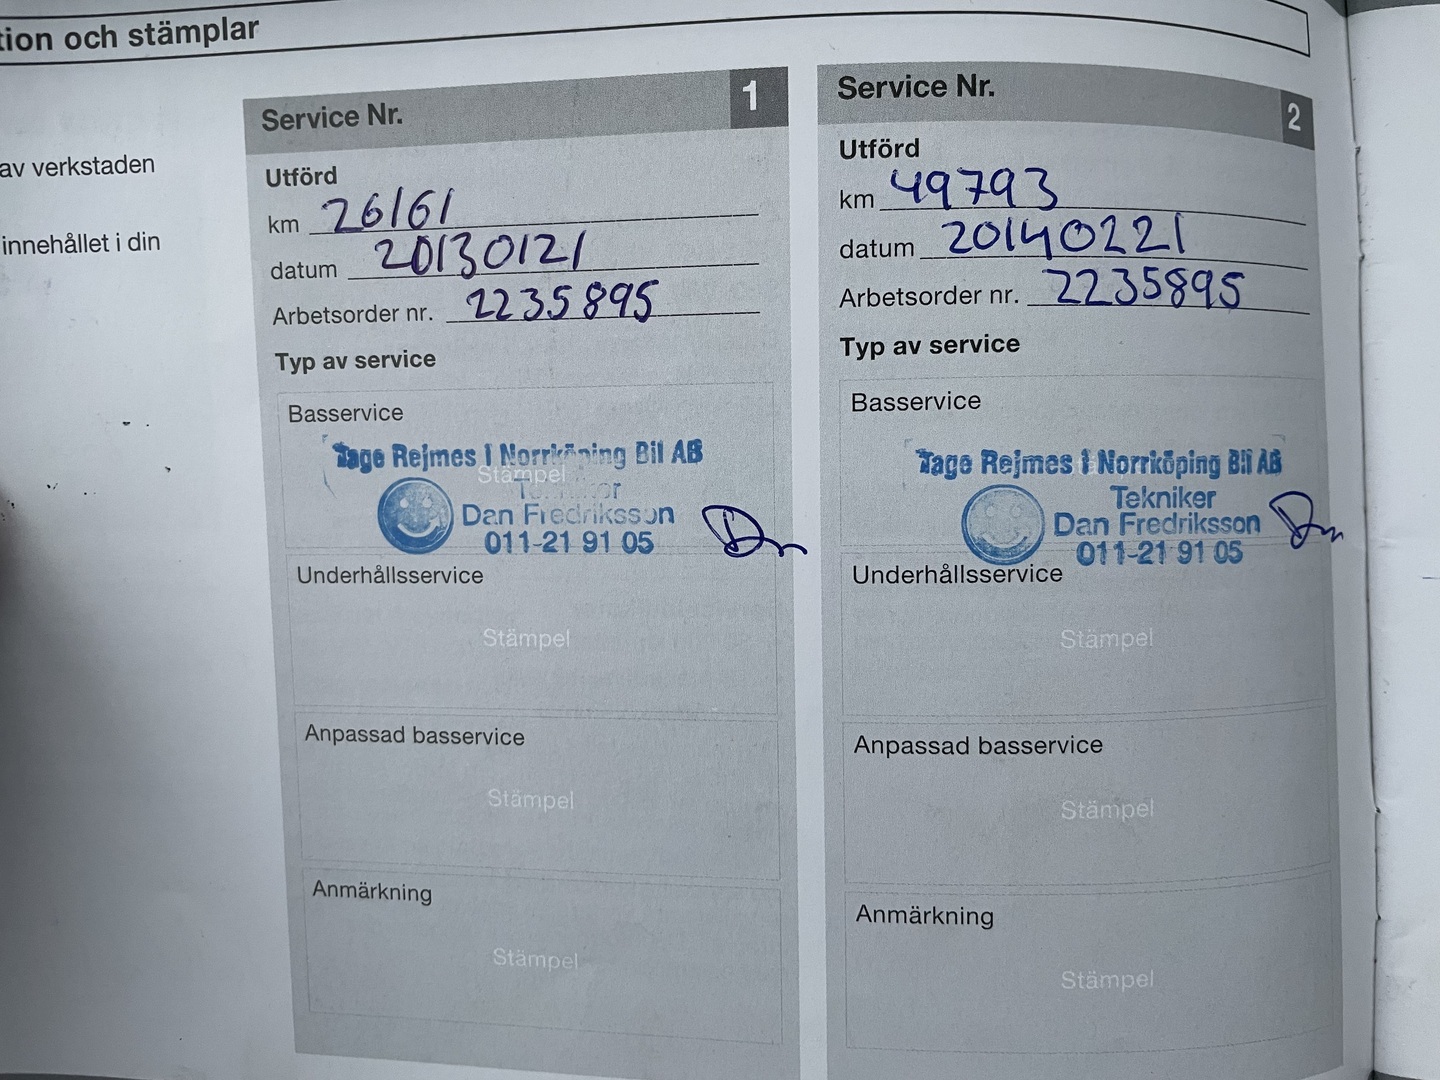 tion och stämplar
av verkstaden
innehållet i din
Service Nr. 1
Utförd
km 26161
datum 20130121
Arbetsorder nr. 2235895
Typ av service
Basservice
Tage Rejmes I Norrköping Bil AB
Stämpel
Dan Fredriksson
011-21 91 05
Underhållsservice
Stämpel
Anpassad basservice
Stämpel
Anmärkning
Stämpel
Service Nr. 2
Utförd
km 49793
datum 20140221
Arbetsorder nr. 2235895
Typ av service
Basservice
Tage Rejmes I Norrköping Bil AB
Tekniker
Dan Fredriksson
011-21 91 05
Underhållsservice
Stämpel
Anpassad basservice
Stämpel
Anmärkning
Stämpel